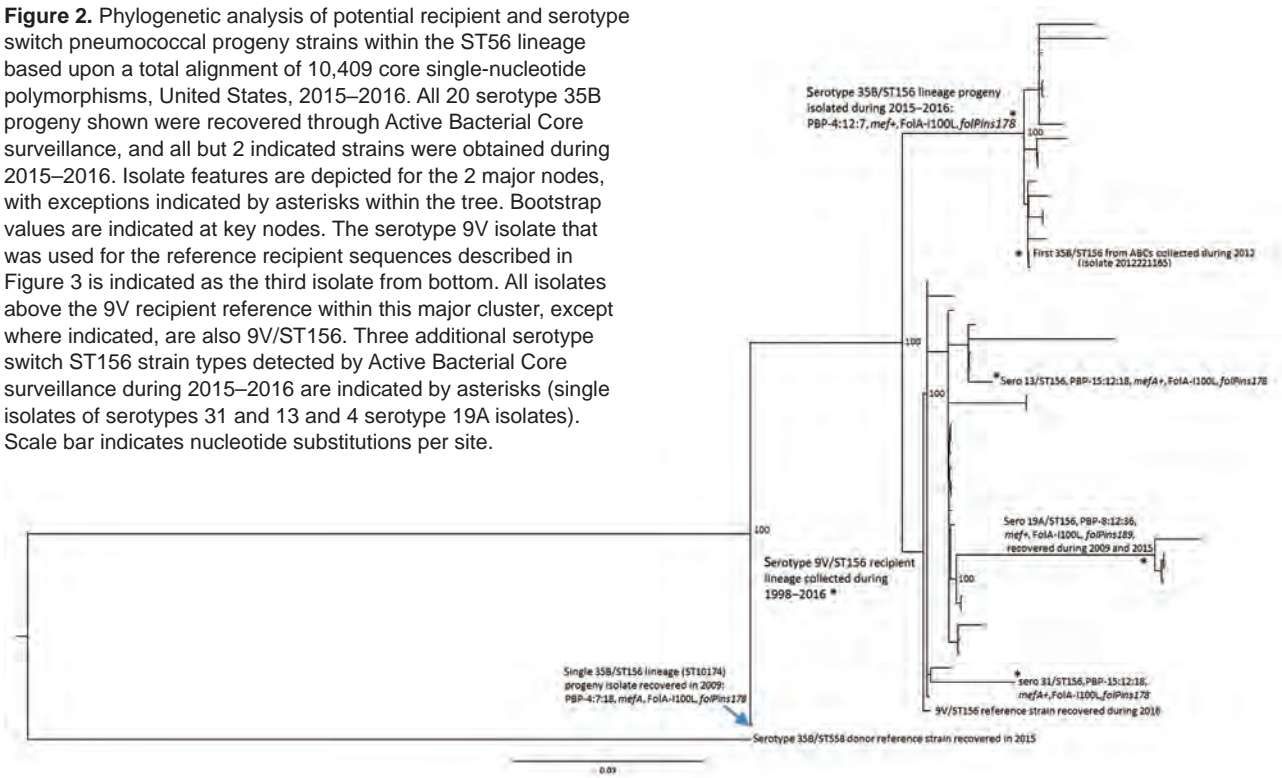 Figure 2. Phylogenetic analysis of potential recipient and serotype
switch pneumococcal progeny strains within the ST56 lineage
based upon a total alignment of 10,409 core single-nucleotide
polymorphisms, United States, 2015–2016. All 20 serotype 35B
progeny shown were recovered through Active Bacterial Core
surveillance, and all but 2 indicated strains were obtained during
2015–2016. Isolate features are depicted for the 2 major nodes,
with exceptions indicated by asterisks within the tree. Bootstrap
values are indicated at key nodes. The serotype 9V isolate that
was used for the reference recipient sequences described in
Figure 3 is indicated as the third isolate from bottom. All isolates
above the 9V recipient reference within this major cluster, except
where indicated, are also 9V/ST156. Three additional serotype
switch ST156 strain types detected by Active Bacterial Core
surveillance during 2015–2016 are indicated by asterisks (single
isolates of serotypes 31 and 13 and 4 serotype 19A isolates).
Scale bar indicates nucleotide substitutions per site.
Serotype 35B/ST156 lineage progeny
isolated during 2015–2016:
PBP-4:12:7, mef+, FolA-I100L, folPins178 *
100
* First 35B/ST156 from ABCs collected during 2012
(isolate 2012221165)
100
* Sero 13/ST156, PBP-15:12:18, mefA+, FolA-I100L, folPins178
100
Sero 19A/ST156, PBP-8:12:36,
mef+, FolA-I100L, folPins189,
recovered during 2009 and 2015
*
100
100
Serotype 9V/ST156 recipient
lineage collected during
1998–2016 *
Single 35B/ST156 lineage (ST10174)
progeny isolate recovered in 2009:
PBP-4:7:18, mefA, FolA-I100L, folPins178
* sero 31/ST156, PBP-15:12:18,
mefA+, FolA-I100L, folPins178
9V/ST156 reference strain recovered during 2016
Serotype 35B/ST558 donor reference strain recovered in 2015
0.03